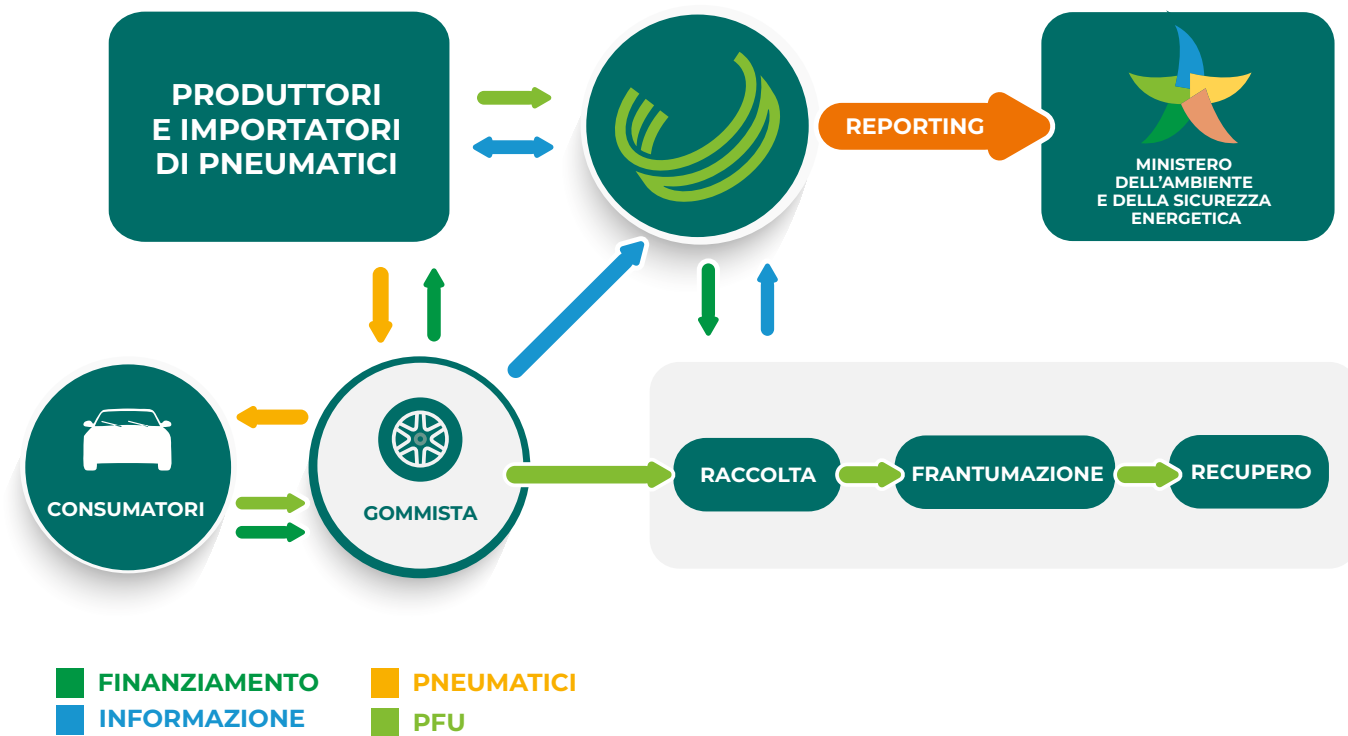 PRODUTTORI
E IMPORTATORI
DI PNEUMATICI
REPORTING
MINISTERO
DELL'AMBIENTE
E DELLA SICUREZZA
ENERGETICA
CONSUMATORI
GOMMISTA
RACCOLTA
FRANTUMAZIONE
RECUPERO
FINANZIAMENTO
PNEUMATICI
INFORMAZIONE
PFU